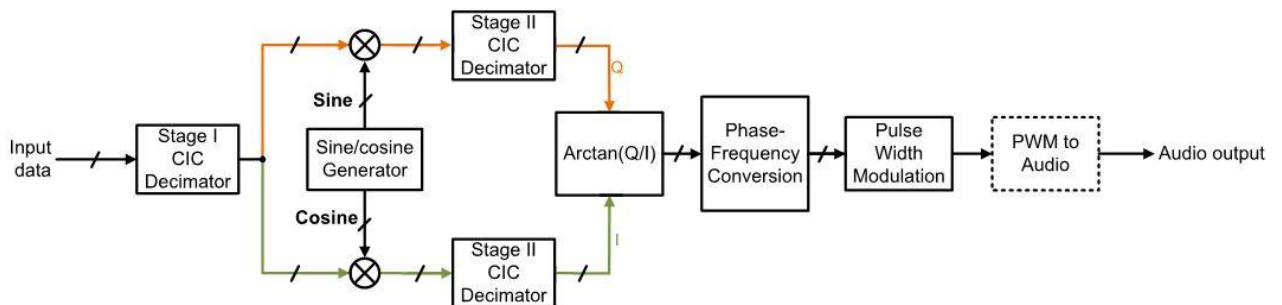 Input
data
Stage I
CIC
Decimator
Sine
Sine/cosine
Generator
Cosine
Stage II
CIC
Decimator
Q
Stage II
CIC
Decimator
I
Arctan(Q/I)
Phase-
Frequency
Conversion
Pulse
Width
Modulation
PWM to
Audio
Audio output